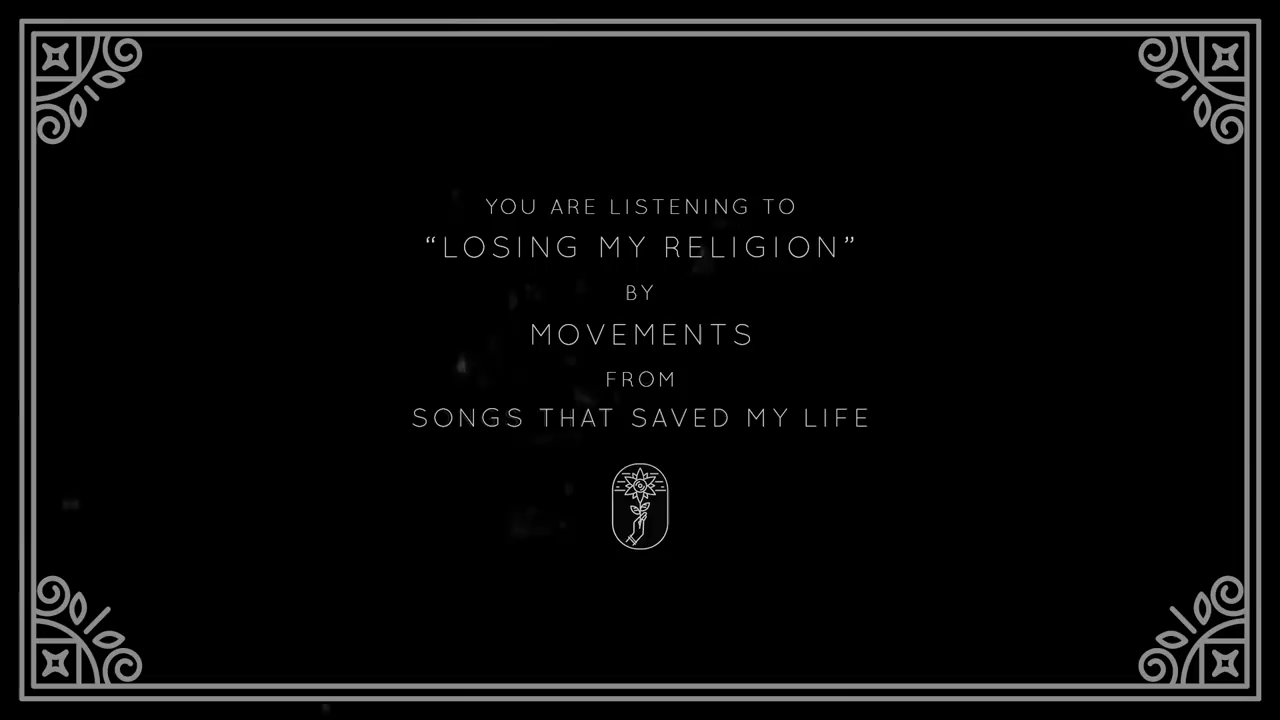 YOU ARE LISTENING TO
“LOSING MY RELIGION”
BY
MOVEMENTS
FROM
SONGS THAT SAVED MY LIFE